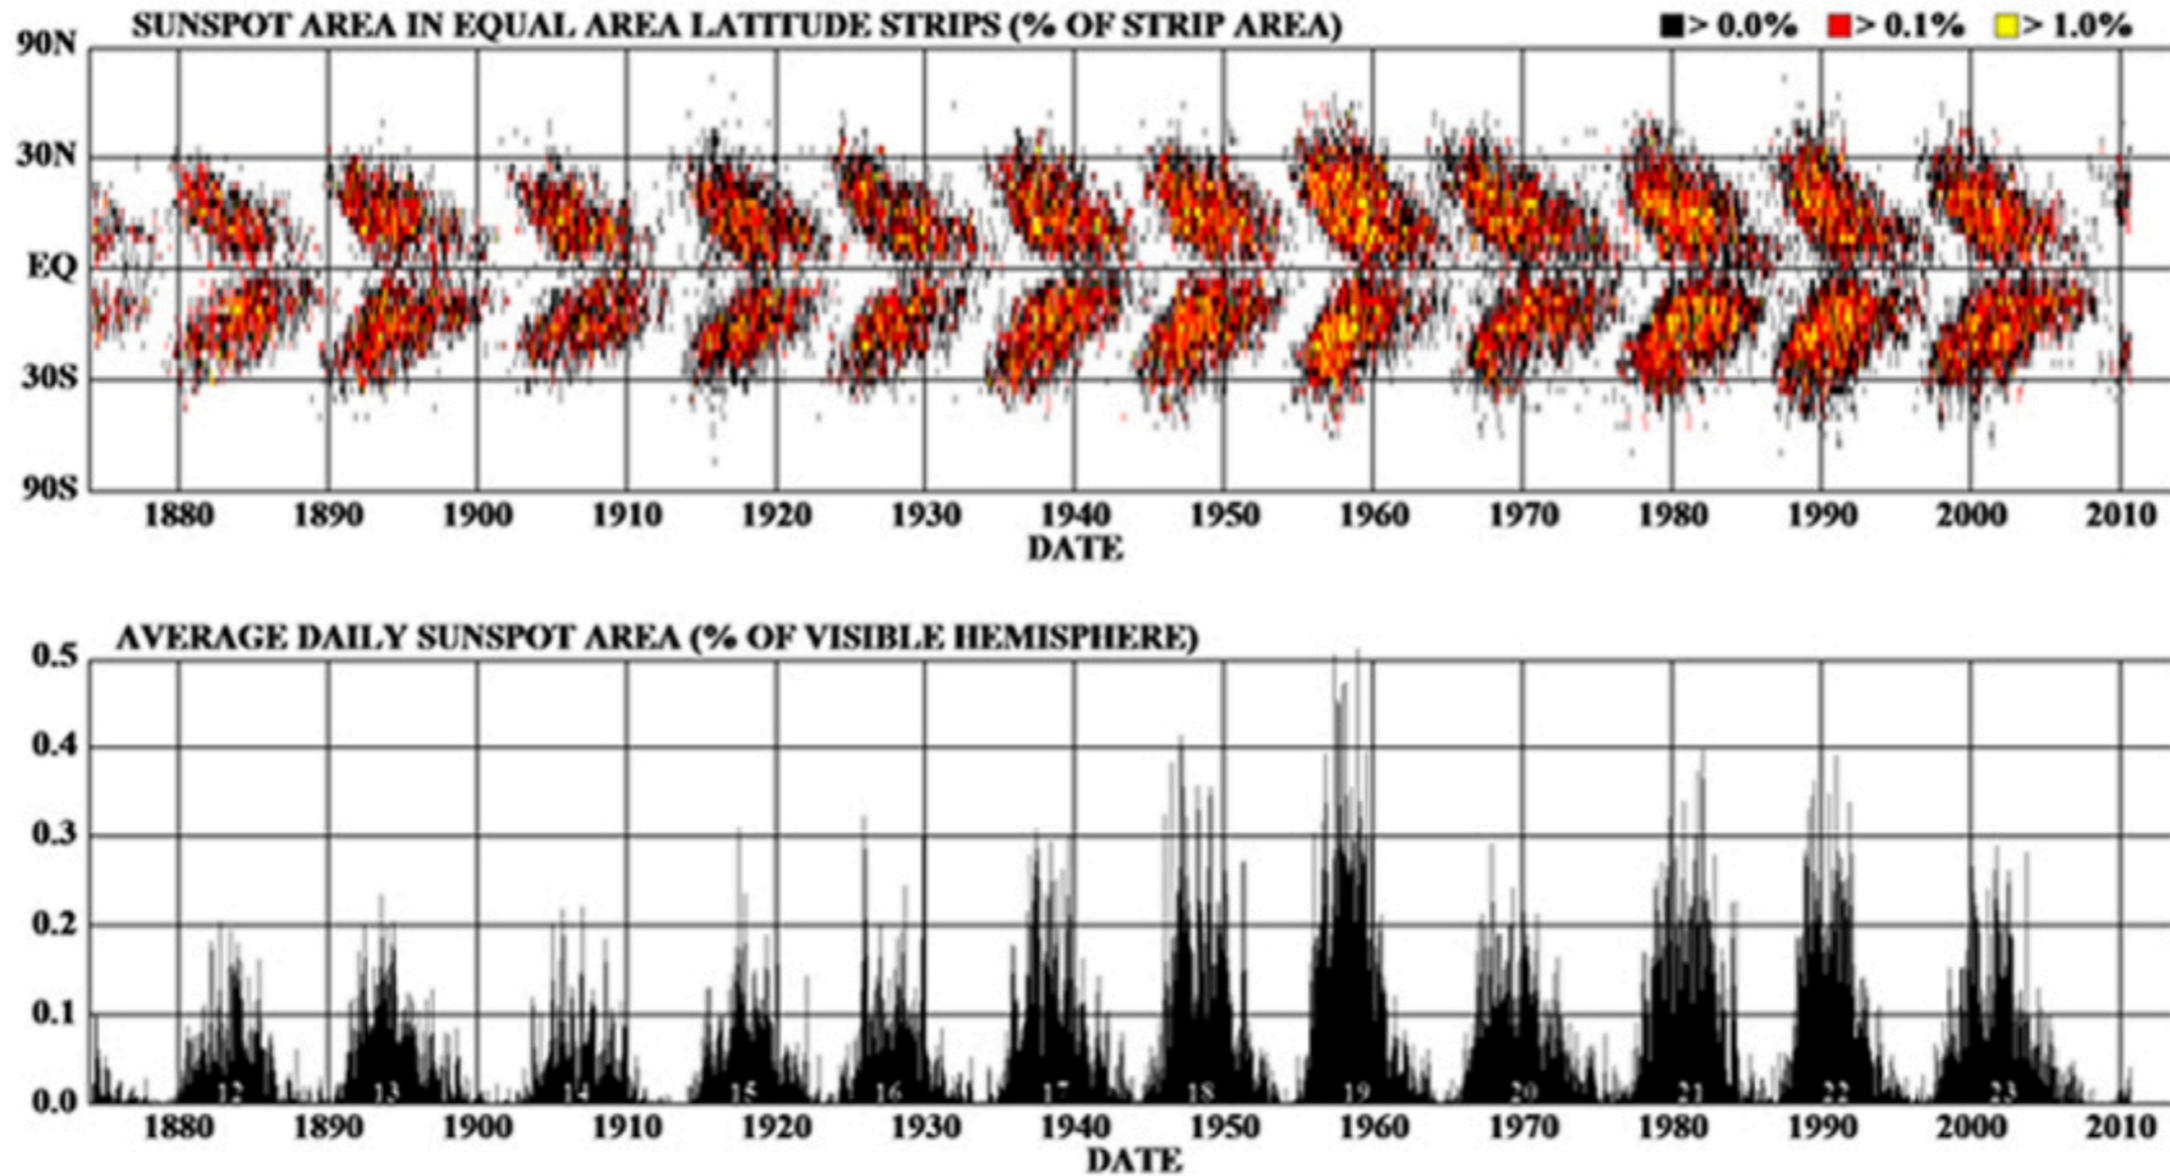 SUNSPOT AREA IN EQUAL AREA LATITUDE STRIPS (% OF STRIP AREA) > 0.0% > 0.1% > 1.0%
90N
30N
EQ
30S
90S
1880 1890 1900 1910 1920 1930 1940 1950 1960 1970 1980 1990 2000 2010
DATE
AVERAGE DAILY SUNSPOT AREA (% OF VISIBLE HEMISPHERE)
0.5
0.4
0.3
0.2
0.1
0.0
12 13 14 15 16 17 18 19 20 21 22 23
1880 1890 1900 1910 1920 1930 1940 1950 1960 1970 1980 1990 2000 2010
DATE